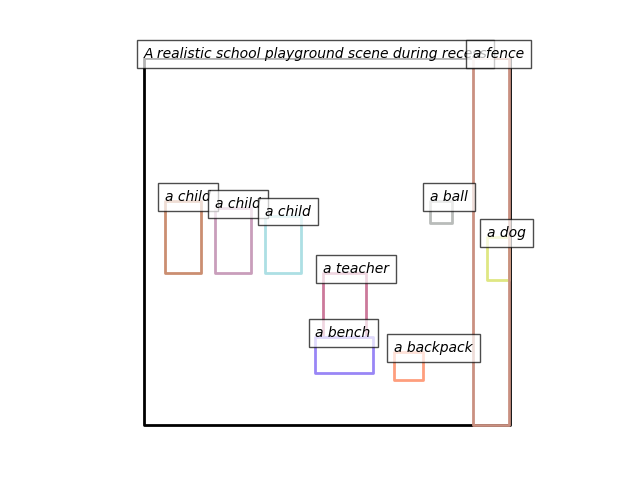 A realistic school playground scene during recess
a fence
a child
a child
a child
a ball
a dog
a teacher
a bench
a backpack